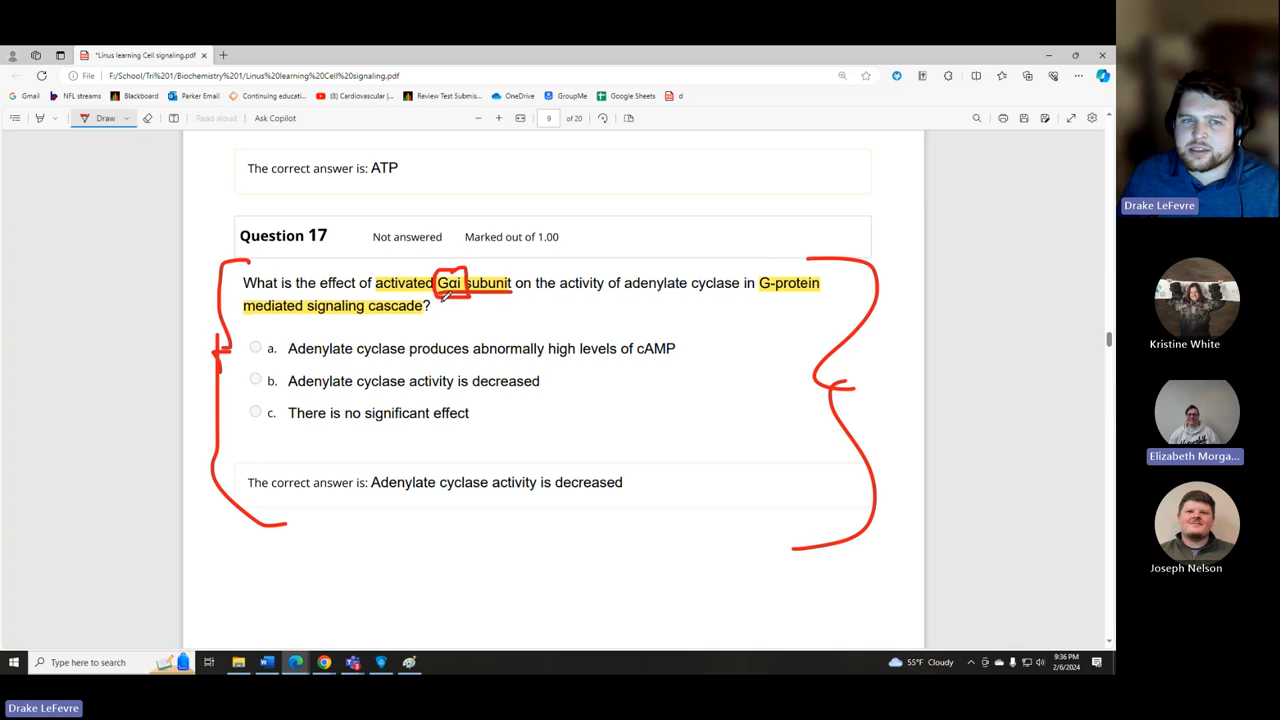 *Linus learning Cell signaling.pdf
File
F:/School/Tri%201/Biochemistry%201/Linus%20learning%20Cell%20signaling.pdf
Gmail
NFL streams
Blackboard
Parker Email
Continuing educati...
(8) Cardiovascular |...
Review Test Submis...
OneDrive
GroupMe
Google Sheets
d
Draw
Read aloud
Ask Copilot
9 of 20
The correct answer is: ATP
Question 17 Not answered Marked out of 1.00
What is the effect of activated Gαi subunit on the activity of adenylate cyclase in G-protein
mediated signaling cascade?
a. Adenylate cyclase produces abnormally high levels of cAMP
b. Adenylate cyclase activity is decreased
c. There is no significant effect
The correct answer is: Adenylate cyclase activity is decreased
Drake LeFevre
Kristine White
Elizabeth Morga...
Joseph Nelson
Type here to search
55°F Cloudy
9:36 PM
2/6/2024
Drake LeFevre